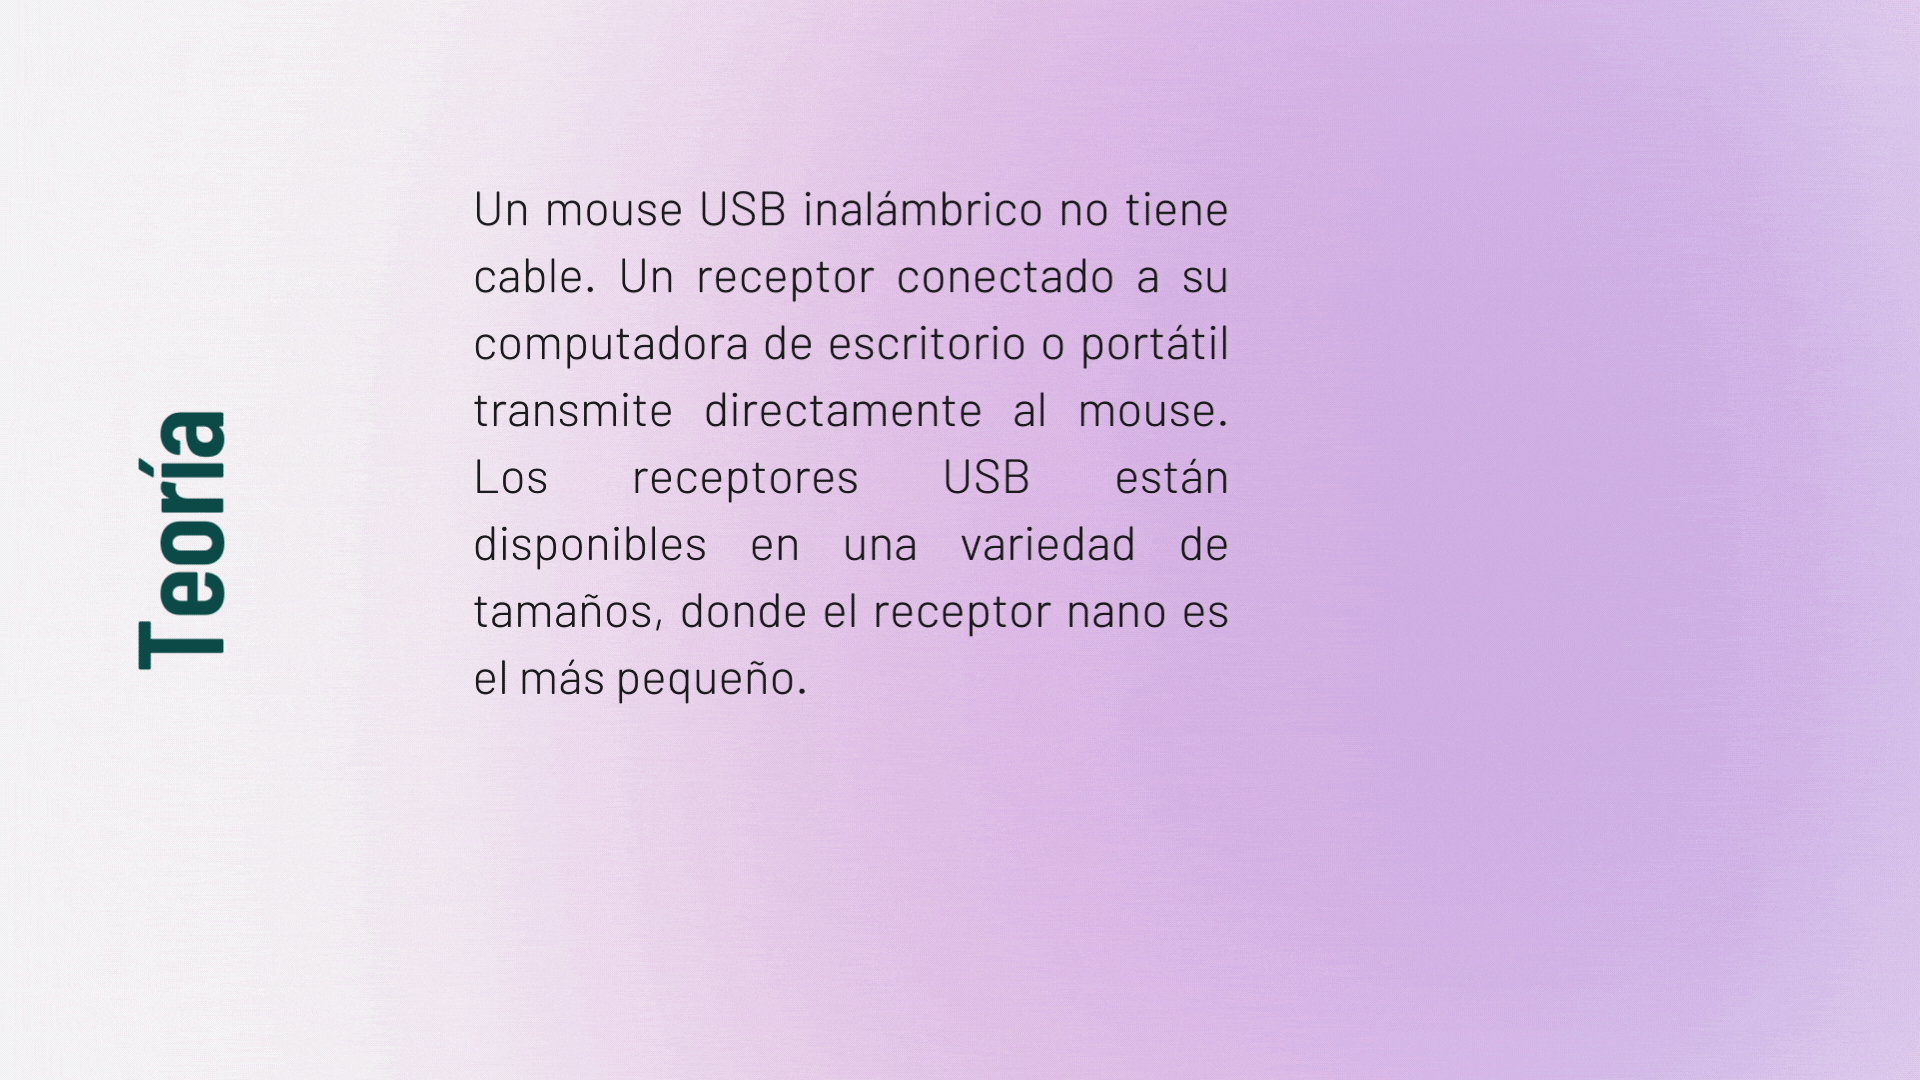 Teoría
Un mouse USB inalámbrico no tiene
cable. Un receptor conectado a su
computadora de escritorio o portátil
transmite directamente al mouse.
Los receptores USB están
disponibles en una variedad de
tamaños, donde el receptor nano es
el más pequeño.